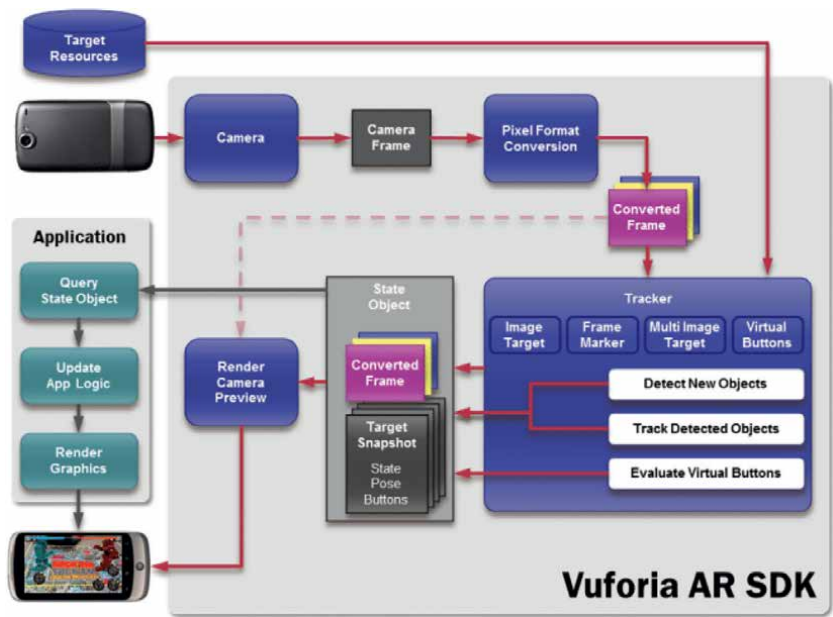 Target
Resources
Camera
Camera
Frame
Pixel Format
Conversion
Converted
Frame
Application
Query
State Object
Update
App Logic
Render
Graphics
State
Object
Converted
Frame
Target
Snapshot
State
Pose
Buttons
Render
Camera
Preview
Tracker
Image
Target
Frame
Marker
Multi Image
Target
Virtual
Buttons
Detect New Objects
Track Detected Objects
Evaluate Virtual Buttons
Vuforia AR SDK